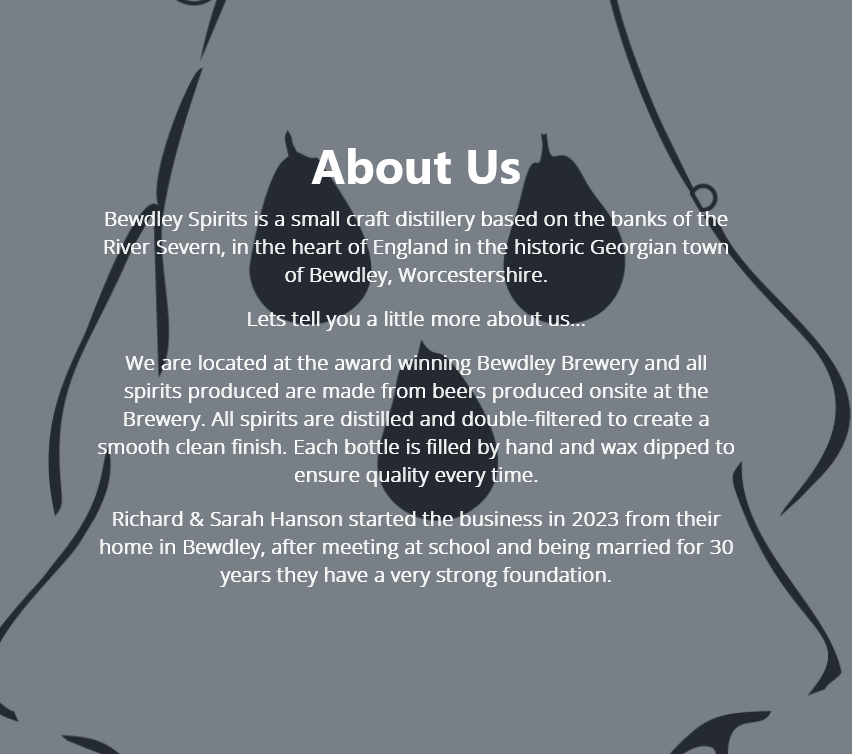 About Us
Bewdley Spirits is a small craft distillery based on the banks of the
River Severn, in the heart of England in the historic Georgian town
of Bewdley, Worcestershire.
Lets tell you a little more about us...
We are located at the award winning Bewdley Brewery and all
spirits produced are made from beers produced onsite at the
Brewery. All spirits are distilled and double-filtered to create a
smooth clean finish. Each bottle is filled by hand and wax dipped to
ensure quality every time.
Richard & Sarah Hanson started the business in 2023 from their
home in Bewdley, after meeting at school and being married for 30
years they have a very strong foundation.